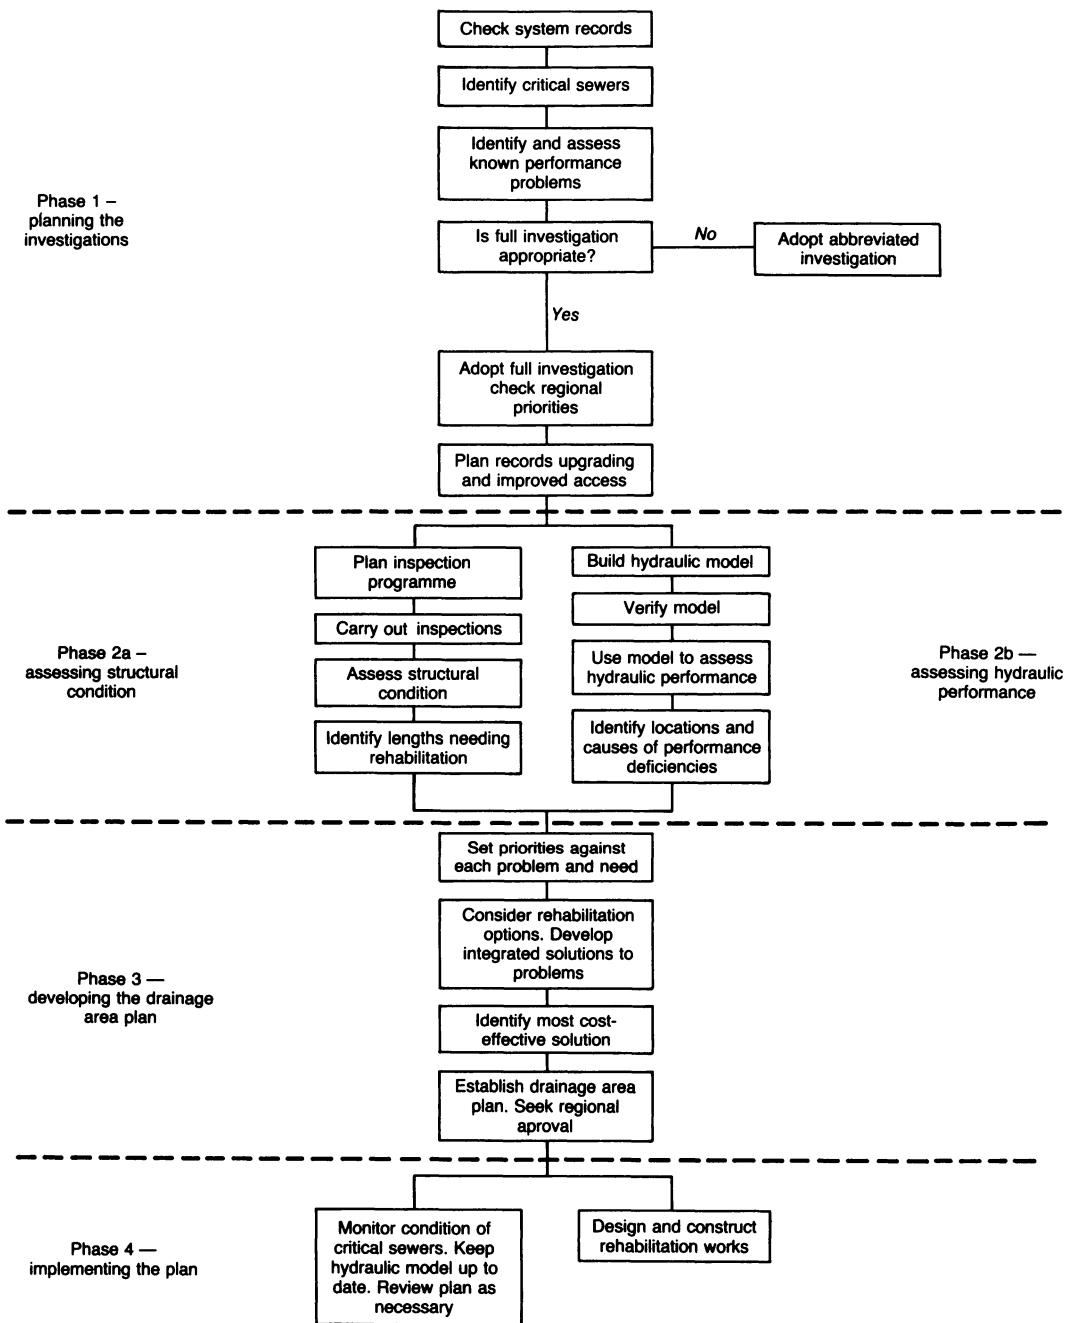 Check system records
Identify critical sewers
Identify and assess
known performance
problems
Phase 1 –
planning the
investigations
Is full investigation
appropriate?
No
Adopt abbreviated
investigation
Yes
Adopt full investigation
check regional
priorities
Plan records upgrading
and improved access
Phase 2a –
assessing structural
condition
Plan inspection
programme
Carry out inspections
Assess structural
condition
Identify lengths needing
rehabilitation
Build hydraulic model
Verify model
Use model to assess
hydraulic performance
Identify locations and
causes of performance
deficiencies
Phase 2b —
assessing hydraulic
performance
Set priorities against
each problem and need
Phase 3 —
developing the drainage
area plan
Consider rehabilitation
options. Develop
integrated solutions to
problems
Identify most cost-
effective solution
Establish drainage area
plan. Seek regional
aproval
Phase 4 —
implementing the plan
Monitor condition of
critical sewers. Keep
hydraulic model up to
date. Review plan as
necessary
Design and construct
rehabilitation works